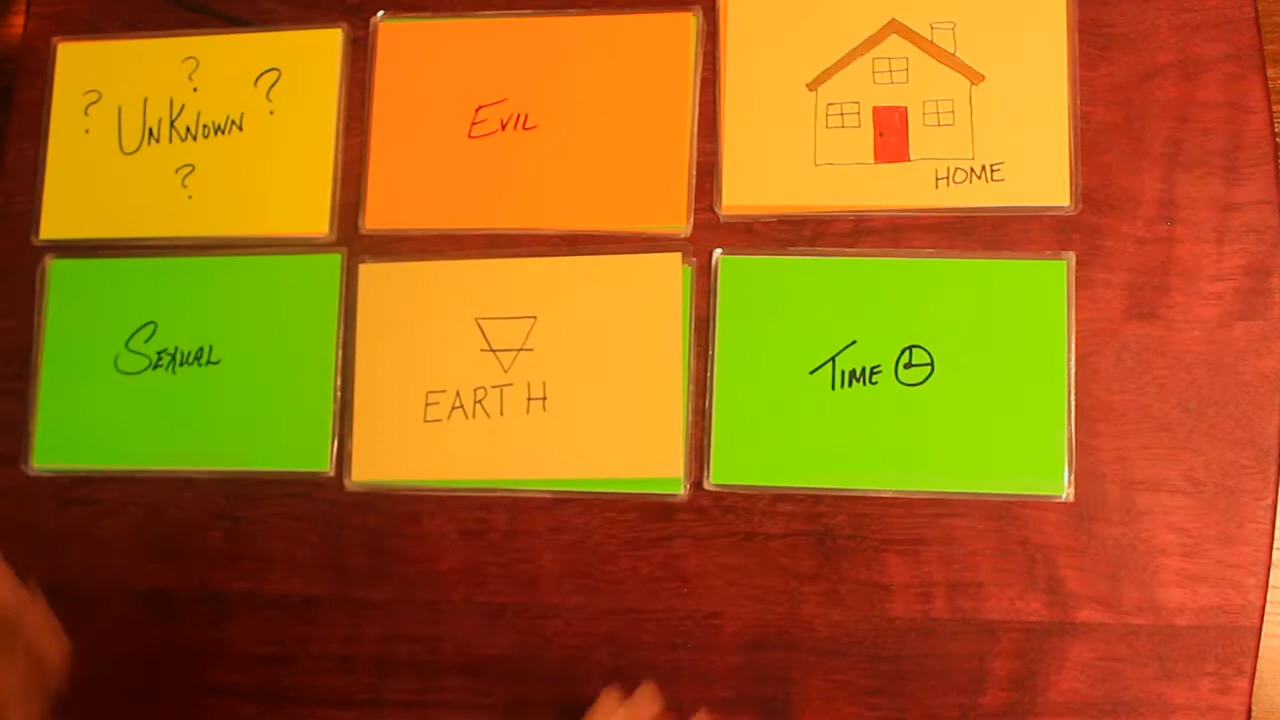 ? ? ?
UNKNOWN
?
EVIL
HOME
SEXUAL
EARTH
TIME